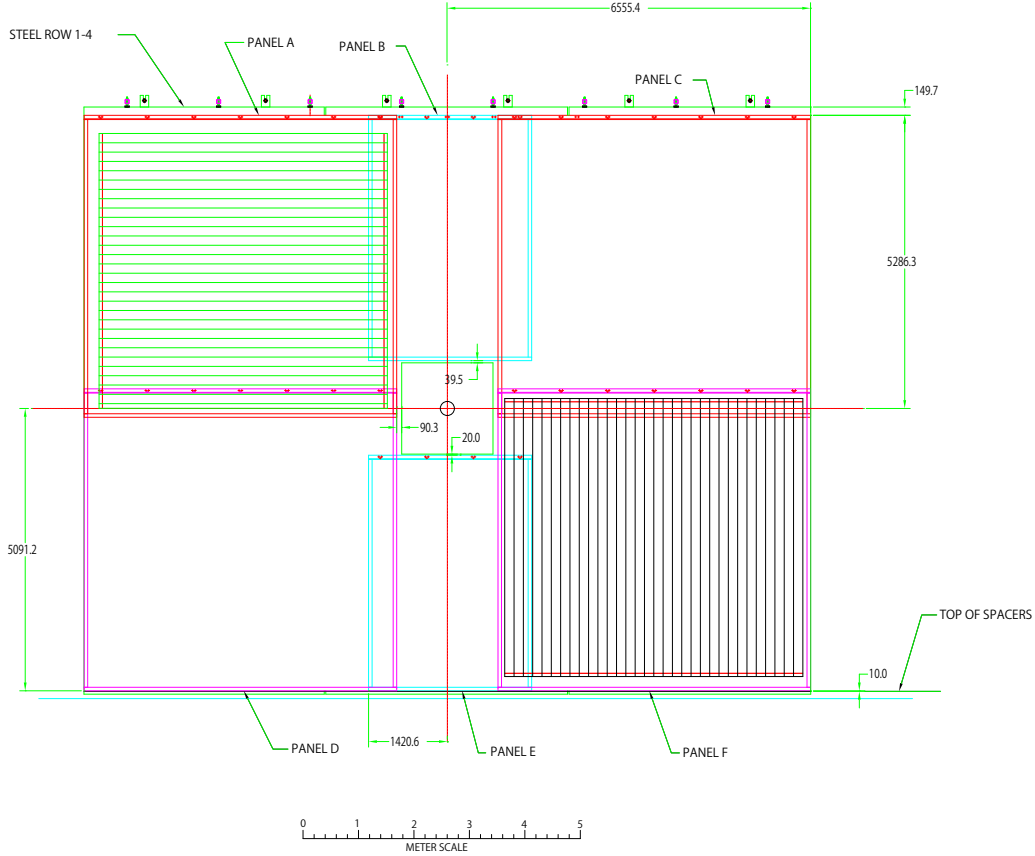 6555.4
STEEL ROW 1-4
PANEL A
PANEL B
PANEL C
149.7
5286.3
39.5
90.3
20.0
5091.2
TOP OF SPACERS
10.0
1420.6
PANEL D
PANEL E
PANEL F
0 1 2 3 4 5
METER SCALE